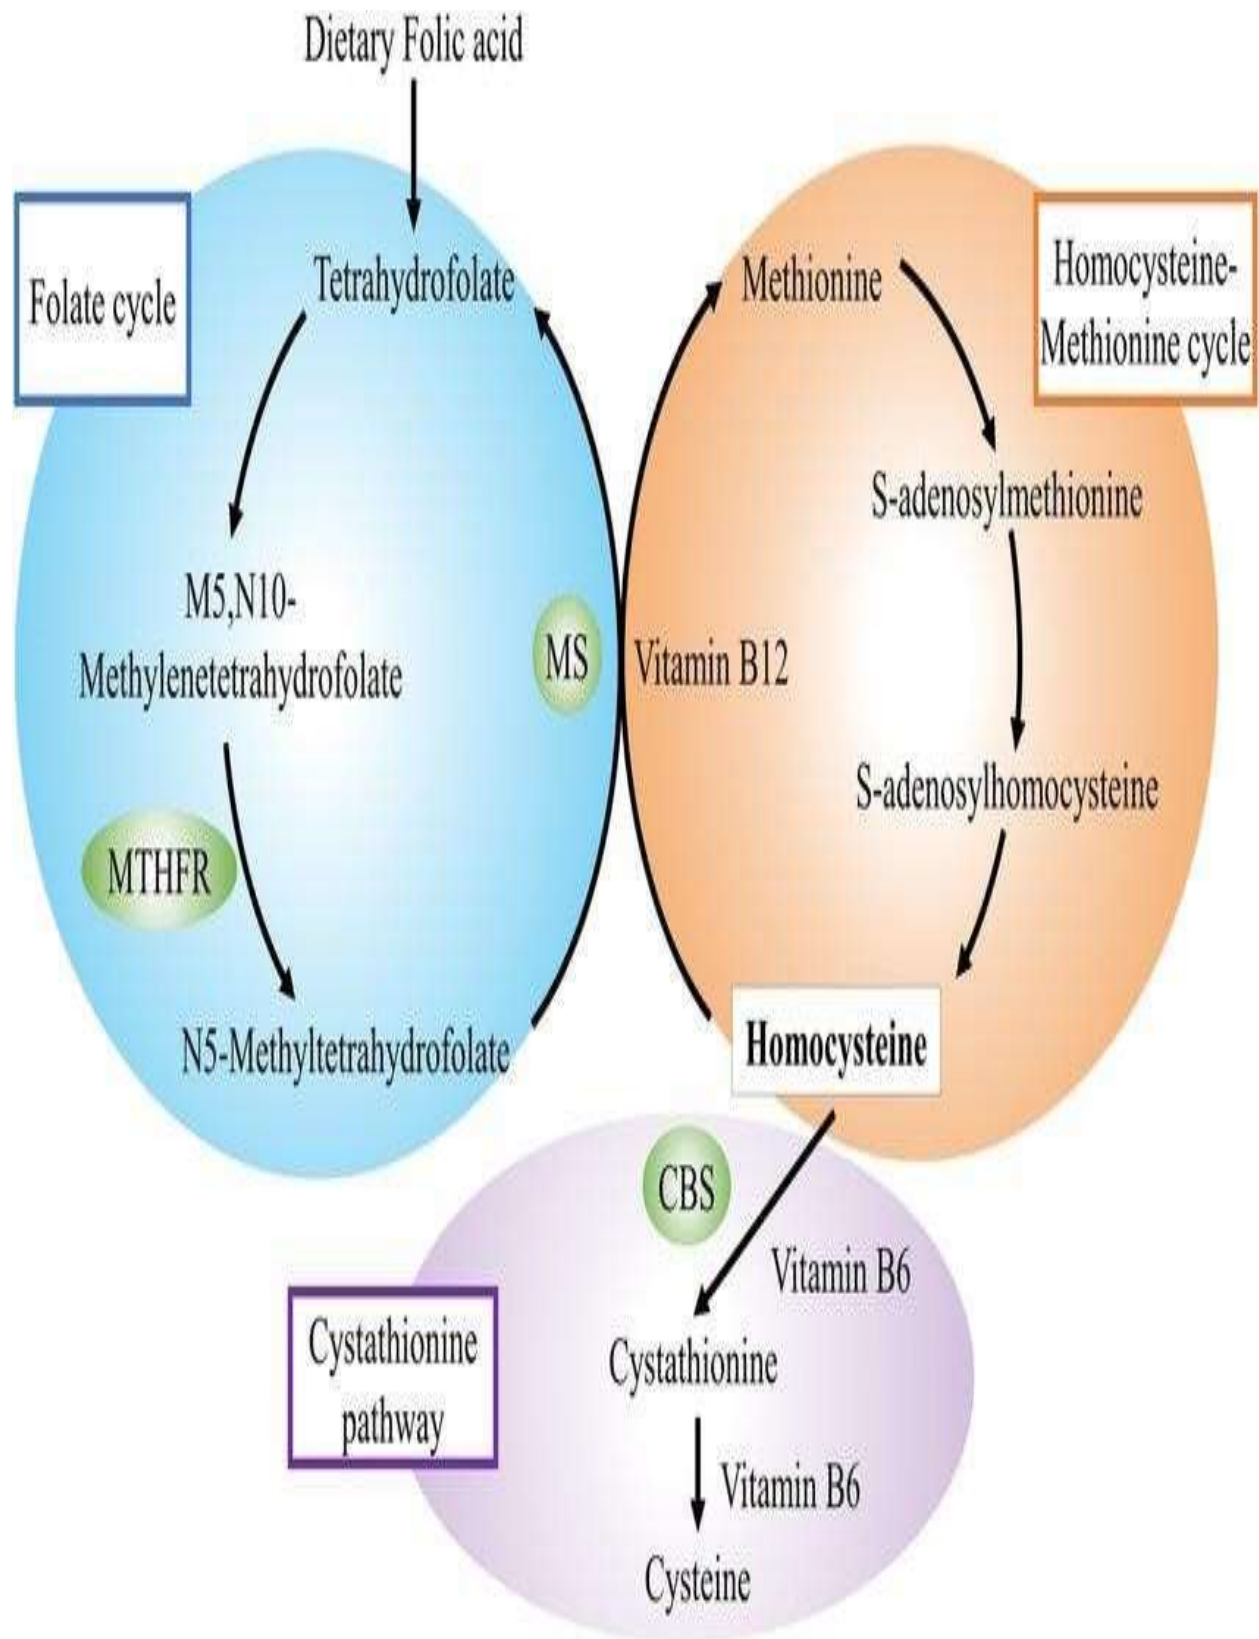 Dietary Folic acid
Folate cycle
Tetrahydrofolate
M5,N10-
Methylenetetrahydrofolate
MTHFR
N5-Methyltetrahydrofolate
MS
Vitamin B12
Methionine
Homocysteine-
Methionine cycle
S-adenosylmethionine
S-adenosylhomocysteine
Homocysteine
CBS
Vitamin B6
Cystathionine
pathway
Cystathionine
Vitamin B6
Cysteine